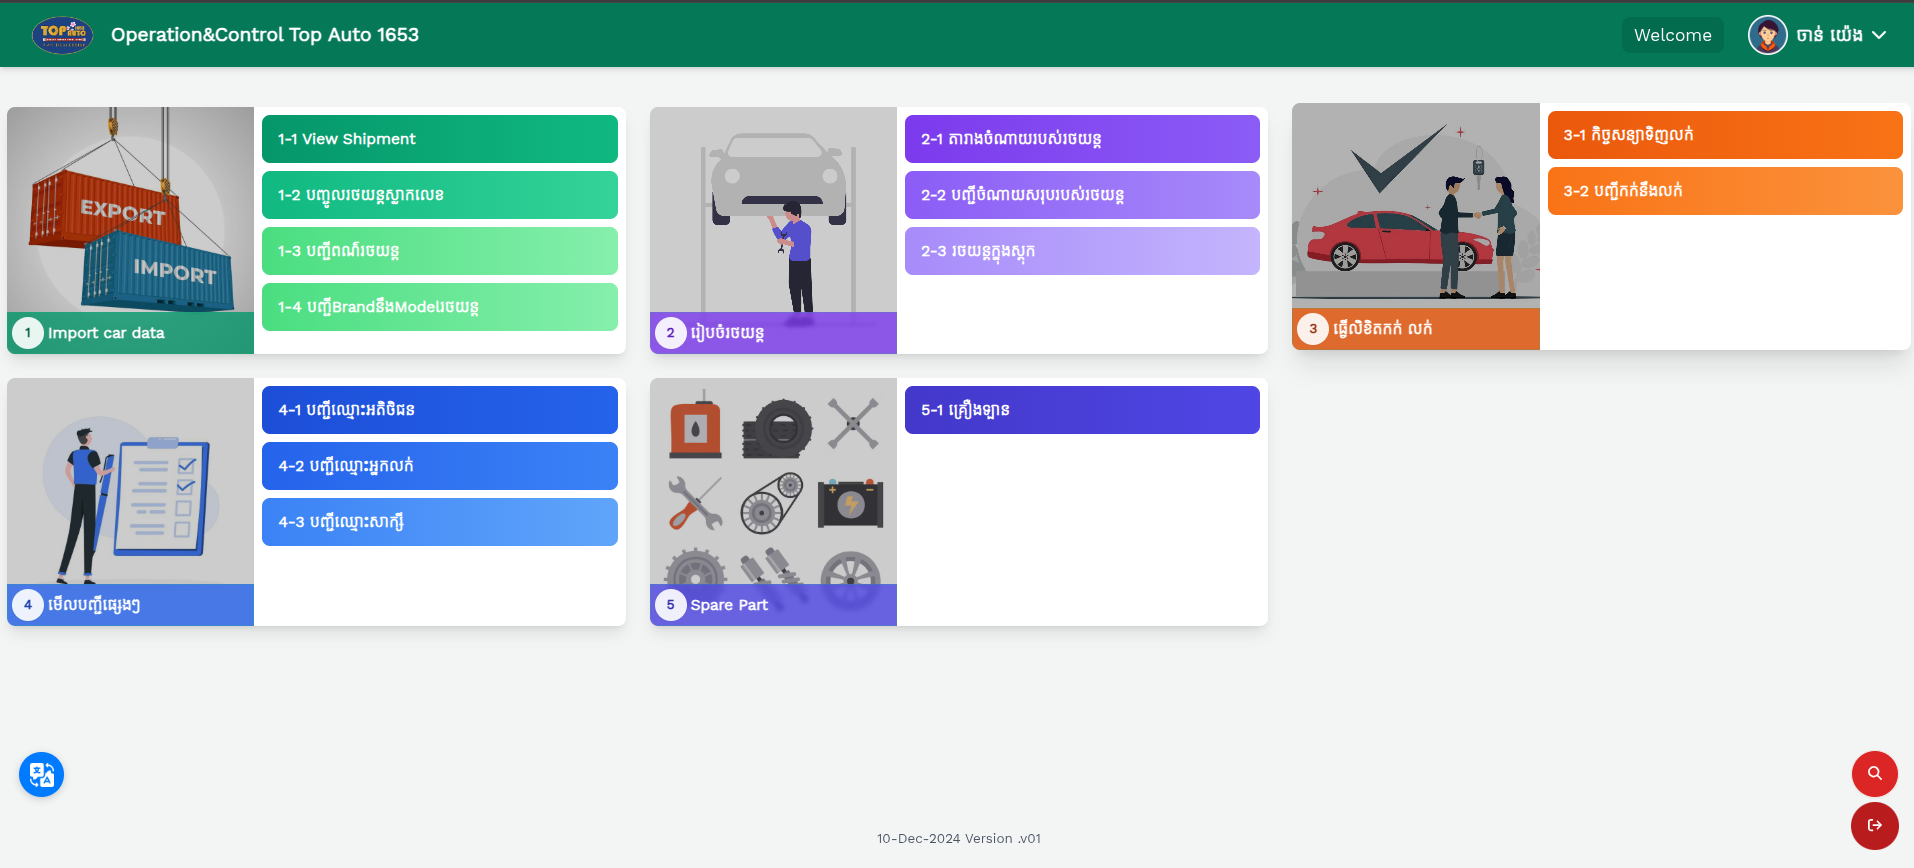 TOP AUTO
Operation&Control Top Auto 1653
Welcome
ចាន់ យ៉េង
EXPORT
IMPORT
1 Import car data
1-1 View Shipment
1-2 បញ្ចូលរថយន្តស្លាកលេខ
1-3 បញ្ជីពណ៌រថយន្ត
1-4 បញ្ជីBrandនឹងModelរថយន្ត
2 រៀបចំរថយន្ត
2-1 តារាងចំណាយរបស់រថយន្ត
2-2 បញ្ជីចំណាយសរុបរបស់រថយន្ត
2-3 រថយន្តក្នុងស្តុក
3 ធ្វើលិខិតកក់ លក់
3-1 កិច្ចសន្យាទិញលក់
3-2 បញ្ជីកក់នឹងលក់
4 មើលបញ្ជីផ្សេងៗ
4-1 បញ្ជីឈ្មោះអតិថិជន
4-2 បញ្ជីឈ្មោះអ្នកលក់
4-3 បញ្ជីឈ្មោះសាក្សី
5 Spare Part
5-1 គ្រឿងឡាន
10-Dec-2024 Version .v01